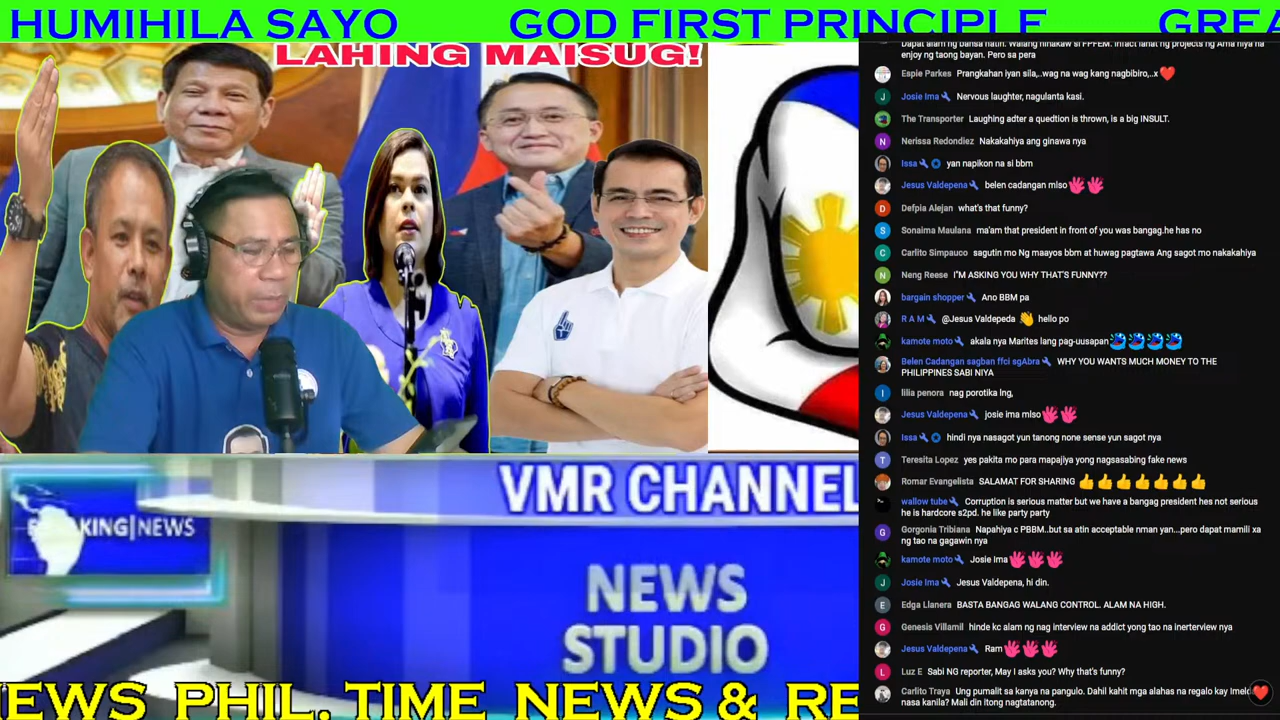 HUMIHILA SAYO GOD FIRST PRINCIPLE GREA
LAHING MAISUG!
Dapat alam ng bansa natin. Walang ninakaw si FPFEM. Infact lahat ng projects ng Ama niya na
enjoy ng taong bayan. Pero sa pera
Espie Parkes Prangkahan iyan sila,..wag na wag kang nagbibiro,..x ❤️
J Josie Ima Nervous laughter, nagulanta kasi.
The Transporter Laughing adter a quedtion is thrown, is a big INSULT.
N Nerissa Redondiez Nakakahiya ang ginawa nya
Issa yan napikon na si bbm
Jesus Valdepena belen cadangan mlso
D Defpia Alejan what's that funny?
S Sonaima Maulana ma'am that president in front of you was bangag.he has no
C Carlito Simpauco sagutin mo Ng maayos bbm at huwag pagtawa Ang sagot mo nakakahiya
Neng Reese I"M ASKING YOU WHY THAT'S FUNNY??
bargain shopper Ano BBM pa
R A M @Jesus Valdepeda 👋 hello po
kamote moto akala nya Marites lang pag-uusapan
Belen Cadangan sagban ffci sgAbra WHY YOU WANTS MUCH MONEY TO THE
PHILIPPINES SABI NIYA
l lilia penora nag porotika lng,
Jesus Valdepena josie ima mlso
Issa hindi nya nasagot yun tanong none sense yun sagot nya
T Teresita Lopez yes pakita mo para mapajiya yong nagsasabing fake news
Romar Evangelista SALAMAT FOR SHARING 👍👍👍👍👍👍👍
wallow tube Corruption is serious matter but we have a bangag president hes not serious
he is hardcore s2pd. he like party party
G Gorgonia Tribiana Napahiya c PBBM..but sa atin acceptable nman yan...pero dapat mamili xa
ng tao na gagawin nya
kamote moto Josie Ima
J Josie Ima Jesus Valdepena, hi din.
E Edga Llanera BASTA BANGAG WALANG CONTROL. ALAM NA HIGH.
G Genesis Villamil hinde kc alam ng nag interview na addict yong tao na inerterview nya
Jesus Valdepena Ram
L Luz E Sabi NG reporter, May I asks you? Why that's funny?
Carlito Traya Ung pumalit sa kanya na pangulo. Dahil kahit mga alahas na regalo kay Imeld
nasa kanila? Mali din itong nagtatanong.
VMR CHANNEL
KING|NEWS
NEWS
STUDIO
EWS PHIL. TIME NEWS & RE